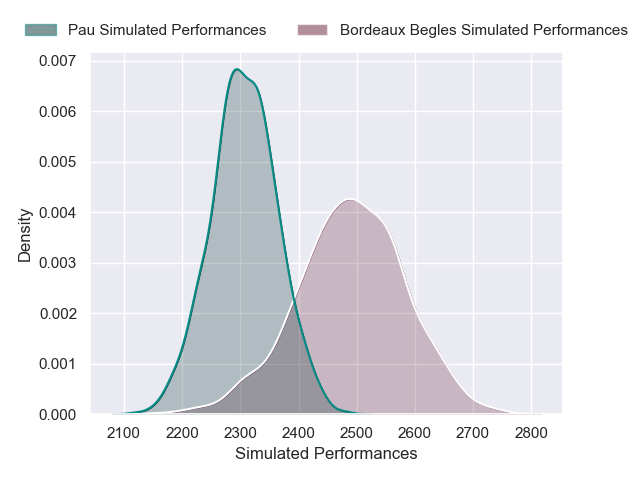 Pau Simulated Performances
Bordeaux Begles Simulated Performances
0.007
0.006
0.005
0.004
0.003
0.002
0.001
0.000
Density
2100 2200 2300 2400 2500 2600 2700 2800
Simulated Performances